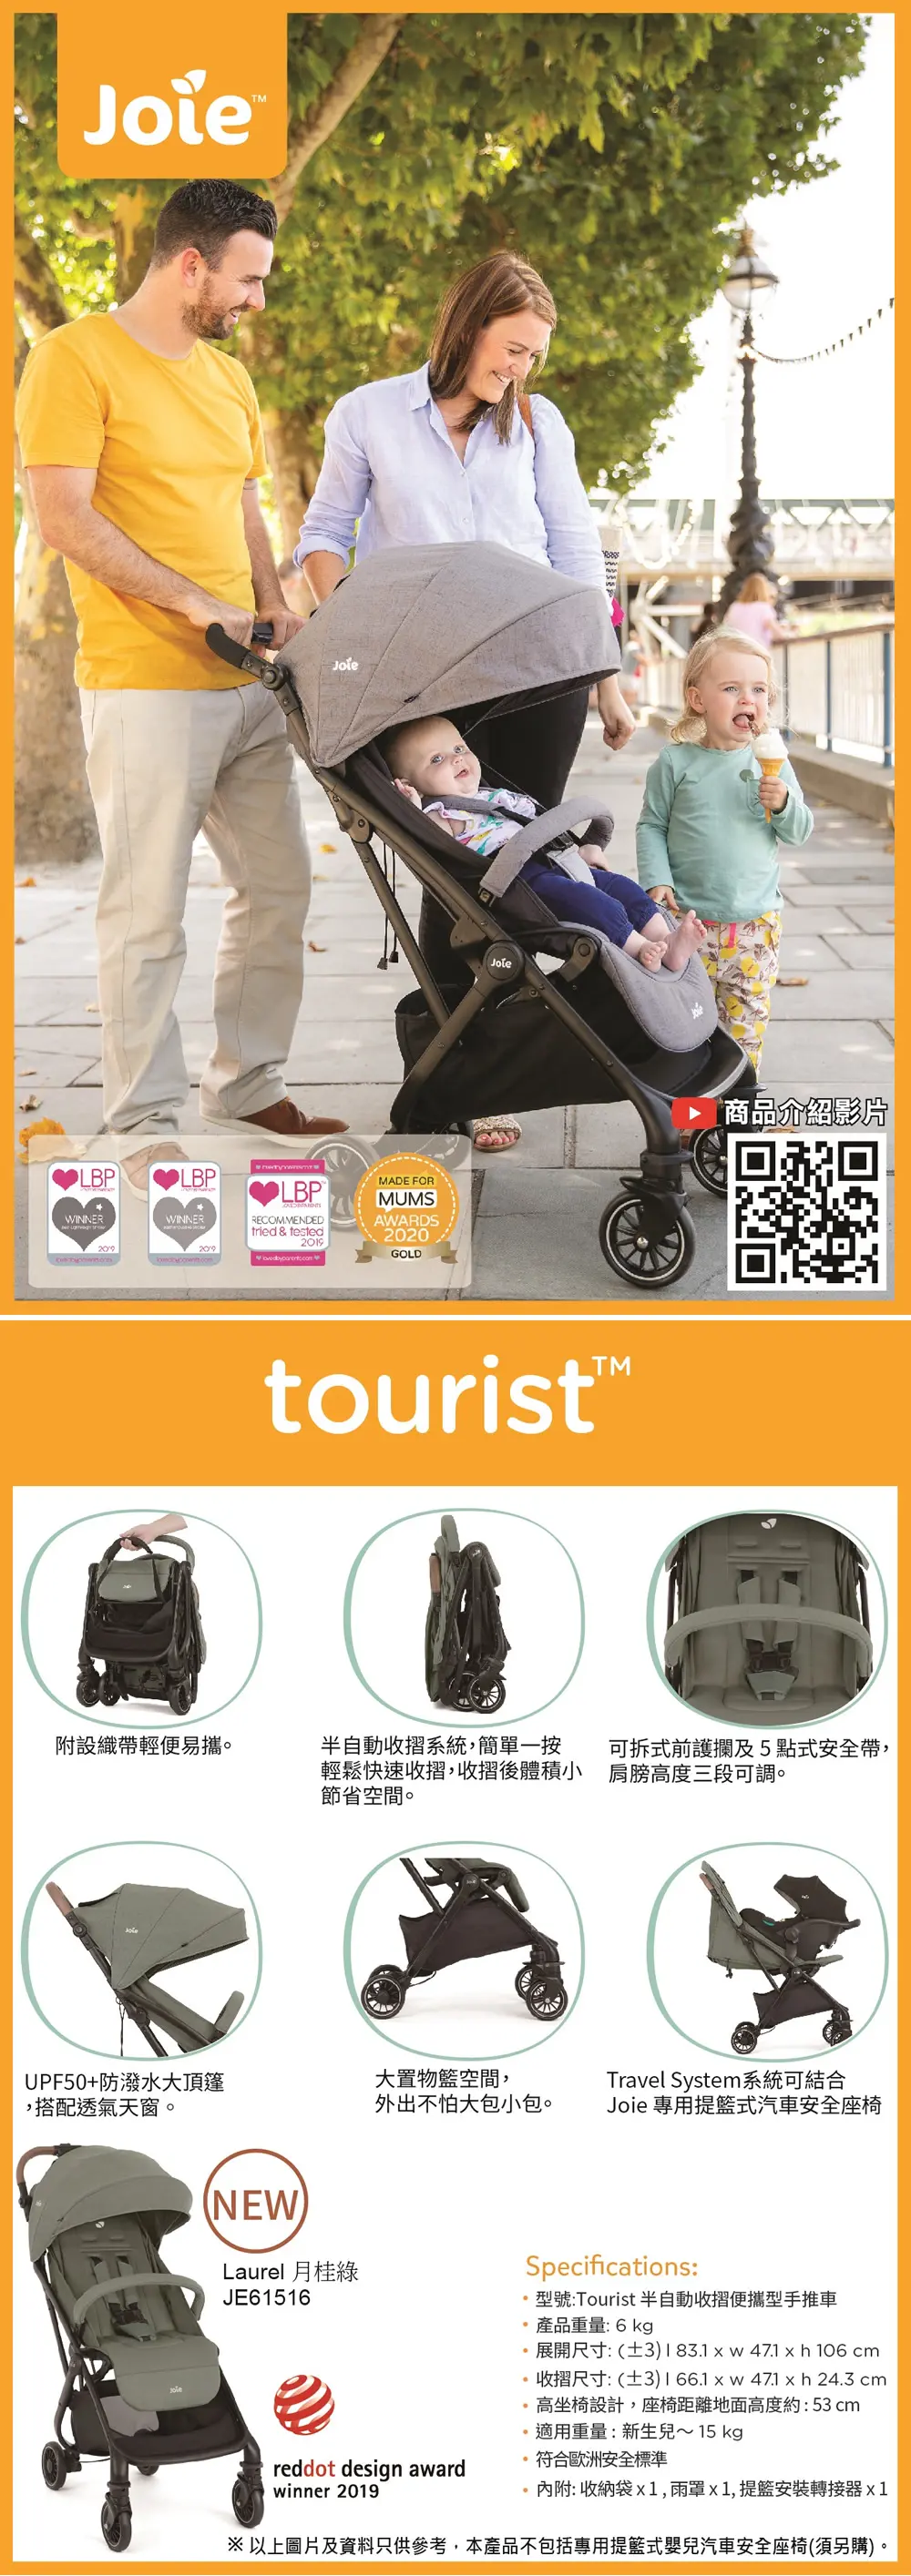 Joie™
Joie
Joie
商品介紹影片
LBP
WINNER
2019
LBP
WINNER
2019
LBP
RECOMMENDED
tried & tested
2019
MADE FOR
MUMS
AWARDS
2020
GOLD
tourist™
附設織帶輕便易攜。
半自動收摺系統，簡單一按
輕鬆快速收摺，收摺後體積小
節省空間。
可拆式前護攔及 5 點式安全帶，
肩膀高度三段可調。
Joie
UPF50+防潑水大頂篷
，搭配透氣天窗。
大置物籃空間，
外出不怕大包小包。
Travel System系統可結合
Joie 專用提籃式汽車安全座椅
NEW
Laurel 月桂綠
JE61516
Joie
reddot design award
winner 2019
Specifications:
• 型號:Tourist 半自動收摺便攜型手推車
• 產品重量: 6 kg
• 展開尺寸: (±3) l 83.1 x w 47.1 x h 106 cm
• 收摺尺寸: (±3) l 66.1 x w 47.1 x h 24.3 cm
• 高坐椅設計，座椅距離地面高度約 : 53 cm
• 適用重量 : 新生兒～ 15 kg
• 符合歐洲安全標準
• 內附: 收納袋 x 1 , 雨罩 x 1, 提籃安裝轉接器 x 1
※ 以上圖片及資料只供參考，本產品不包括專用提籃式嬰兒汽車安全座椅(須另購)。